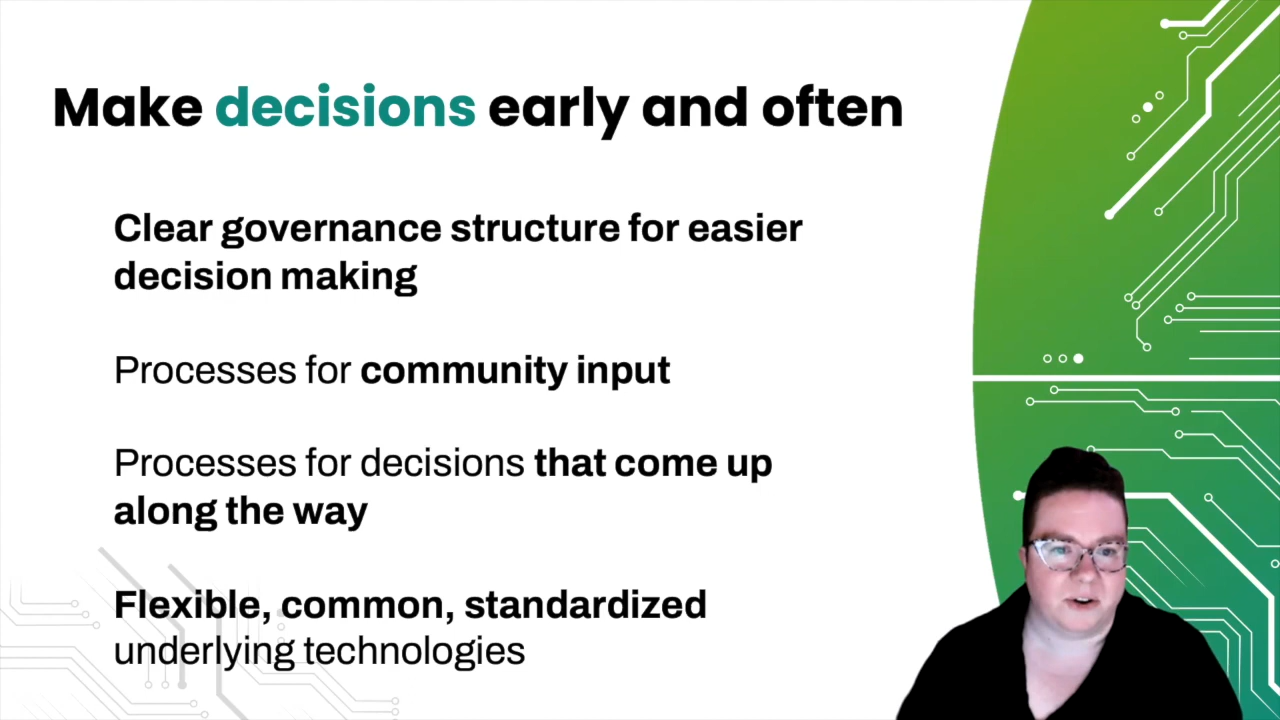 Make decisions early and often
Clear governance structure for easier
decision making
Processes for community input
Processes for decisions that come up
along the way
Flexible, common, standardized
underlying technologies